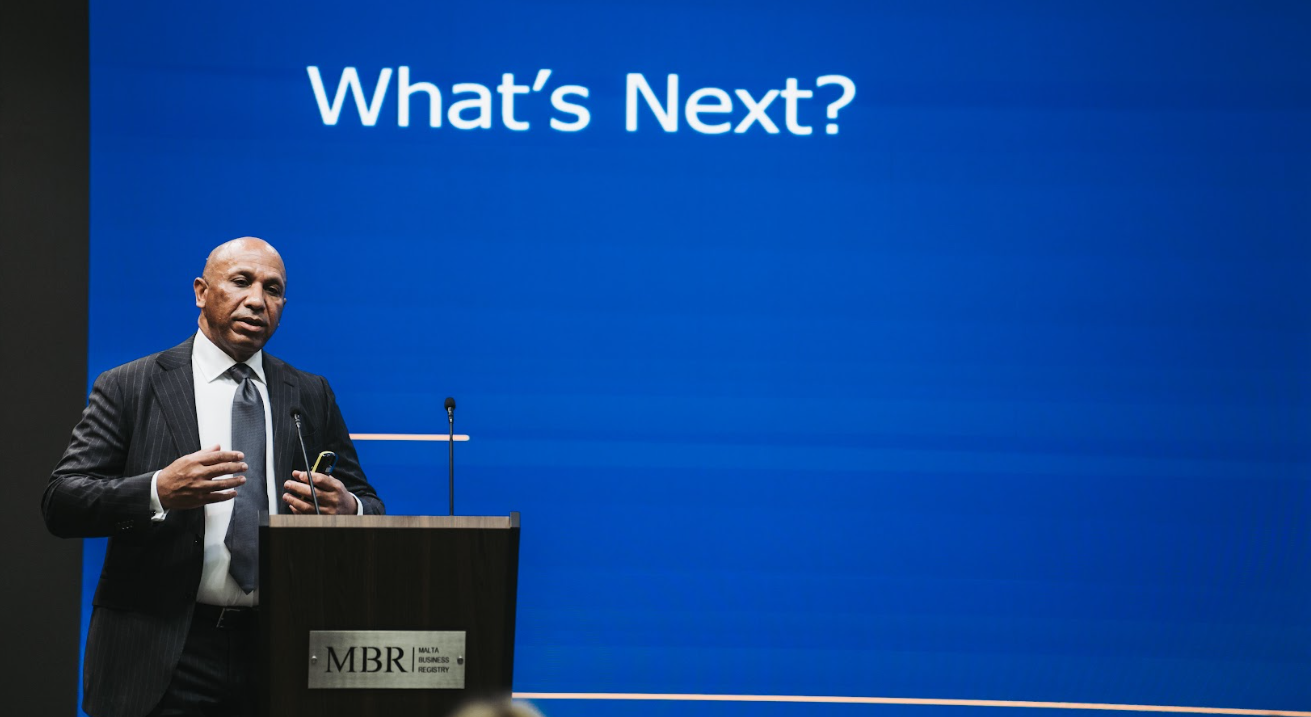 What's Next?
MBR
MALTA
BUSINESS
REGISTRY